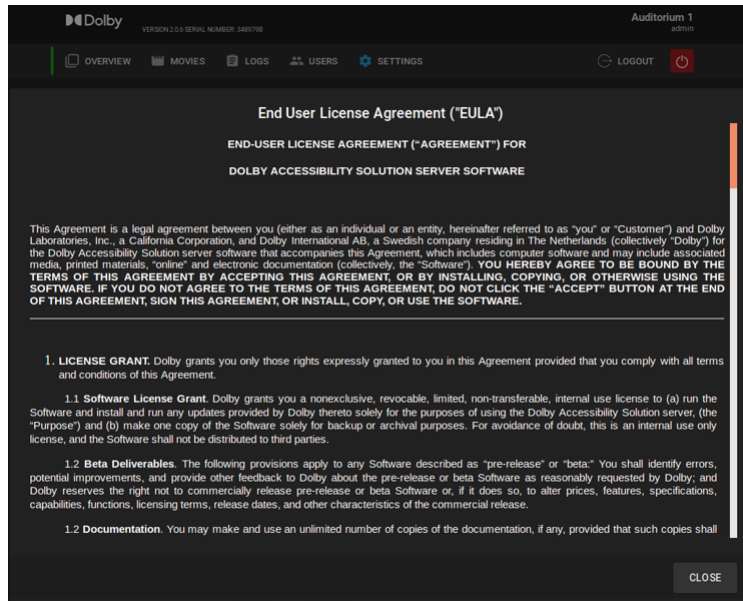 Dolby
VERSION 2.0.6 SERIAL NUMBER: 348979B
Auditorium 1
admin
OVERVIEW MOVIES LOGS USERS SETTINGS LOGOUT
End User License Agreement ("EULA")
END-USER LICENSE AGREEMENT (“AGREEMENT”) FOR
DOLBY ACCESSIBILITY SOLUTION SERVER SOFTWARE
This Agreement is a legal agreement between you (either as an individual or an entity, hereinafter referred to as “you” or “Customer”) and Dolby
Laboratories, Inc., a California Corporation, and Dolby International AB, a Swedish company residing in The Netherlands (collectively “Dolby”) for
the Dolby Accessibility Solution server software that accompanies this Agreement, which includes computer software and may include associated
media, printed materials, “online” and electronic documentation (collectively, the “Software”). YOU HEREBY AGREE TO BE BOUND BY THE
TERMS OF THIS AGREEMENT BY ACCEPTING THIS AGREEMENT, OR BY INSTALLING, COPYING, OR OTHERWISE USING THE
SOFTWARE. IF YOU DO NOT AGREE TO THE TERMS OF THIS AGREEMENT, DO NOT CLICK THE “ACCEPT” BUTTON AT THE END
OF THIS AGREEMENT, SIGN THIS AGREEMENT, OR INSTALL, COPY, OR USE THE SOFTWARE.
1. LICENSE GRANT. Dolby grants you only those rights expressly granted to you in this Agreement provided that you comply with all terms
and conditions of this Agreement.
1.1 Software License Grant. Dolby grants you a nonexclusive, revocable, limited, non-transferable, internal use license to (a) run the
Software and install and run any updates provided by Dolby thereto solely for the purposes of using the Dolby Accessibility Solution server, (the
“Purpose”) and (b) make one copy of the Software solely for backup or archival purposes. For avoidance of doubt, this is an internal use only
license, and the Software shall not be distributed to third parties.
1.2 Beta Deliverables. The following provisions apply to any Software described as “pre-release” or “beta:” You shall identify errors,
potential improvements, and provide other feedback to Dolby about the pre-release or beta Software as reasonably requested by Dolby; and
Dolby reserves the right not to commercially release pre-release or beta Software or, if it does so, to alter prices, features, specifications,
capabilities, functions, licensing terms, release dates, and other characteristics of the commercial release.
1.2 Documentation. You may make and use an unlimited number of copies of the documentation, if any, provided that such copies shall
CLOSE